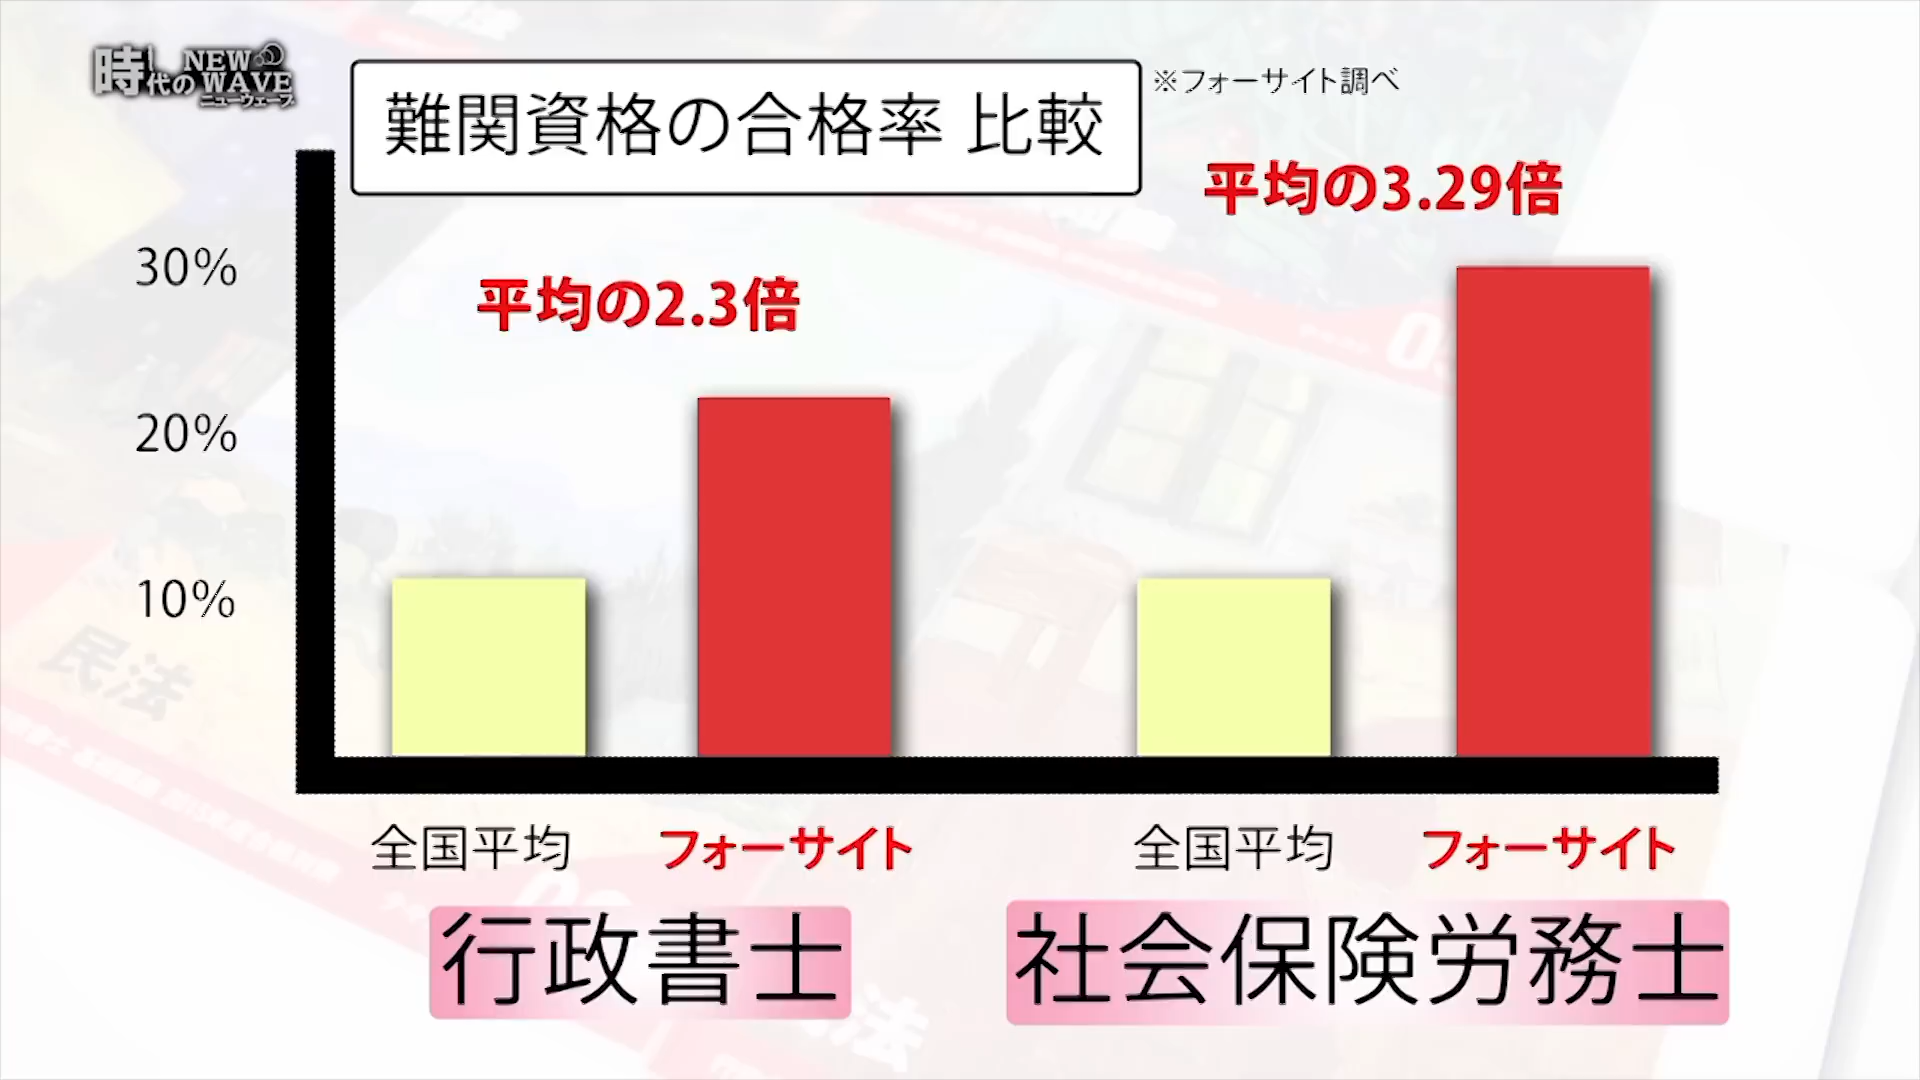 時代のNEW WAVE
ニューウェーブ
難関資格の合格率 比較
※フォーサイト調べ
平均の3.29倍
平均の2.3倍
30%
20%
10%
全国平均
フォーサイト
全国平均
フォーサイト
行政書士
社会保険労務士
民法